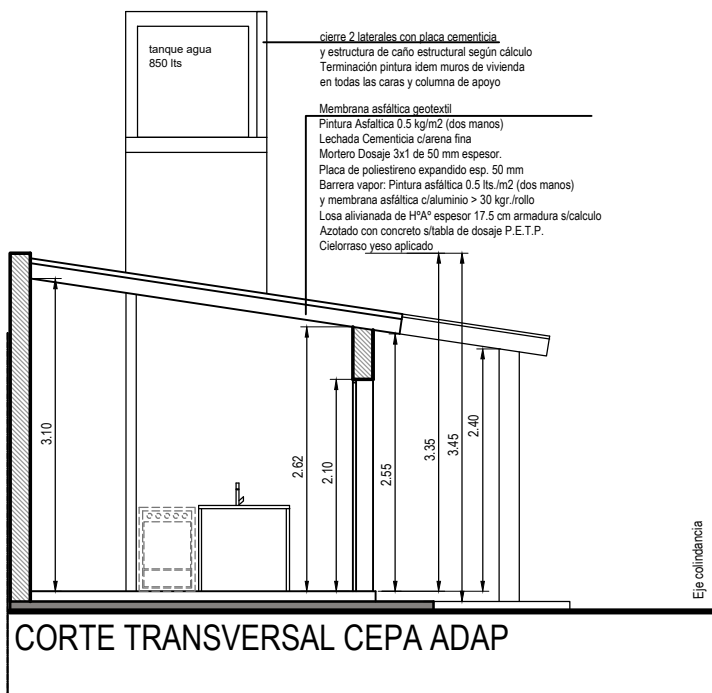 tanque agua
850 lts
cierre 2 laterales con placa cementicia
y estructura de caño estructural según cálculo
Terminación pintura idem muros de vivienda
en todas las caras y columna de apoyo
Membrana asfáltica geotextil
Pintura Asfaltica 0.5 kg/m2 (dos manos)
Lechada Cementicia c/arena fina
Mortero Dosaje 3x1 de 50 mm espesor.
Placa de poliestireno expandido esp. 50 mm
Barrera vapor: Pintura asfáltica 0.5 lts./m2 (dos manos)
y membrana asfáltica c/aluminio > 30 kgr./rollo
Losa alivianada de HºAº espesor 17.5 cm armadura s/calculo
Azotado con concreto s/tabla de dosaje P.E.T.P.
Cielorraso yeso aplicado
3.10
2.62
2.10
2.55
3.35
3.45
2.40
Eje colindancia
CORTE TRANSVERSAL CEPA ADAP